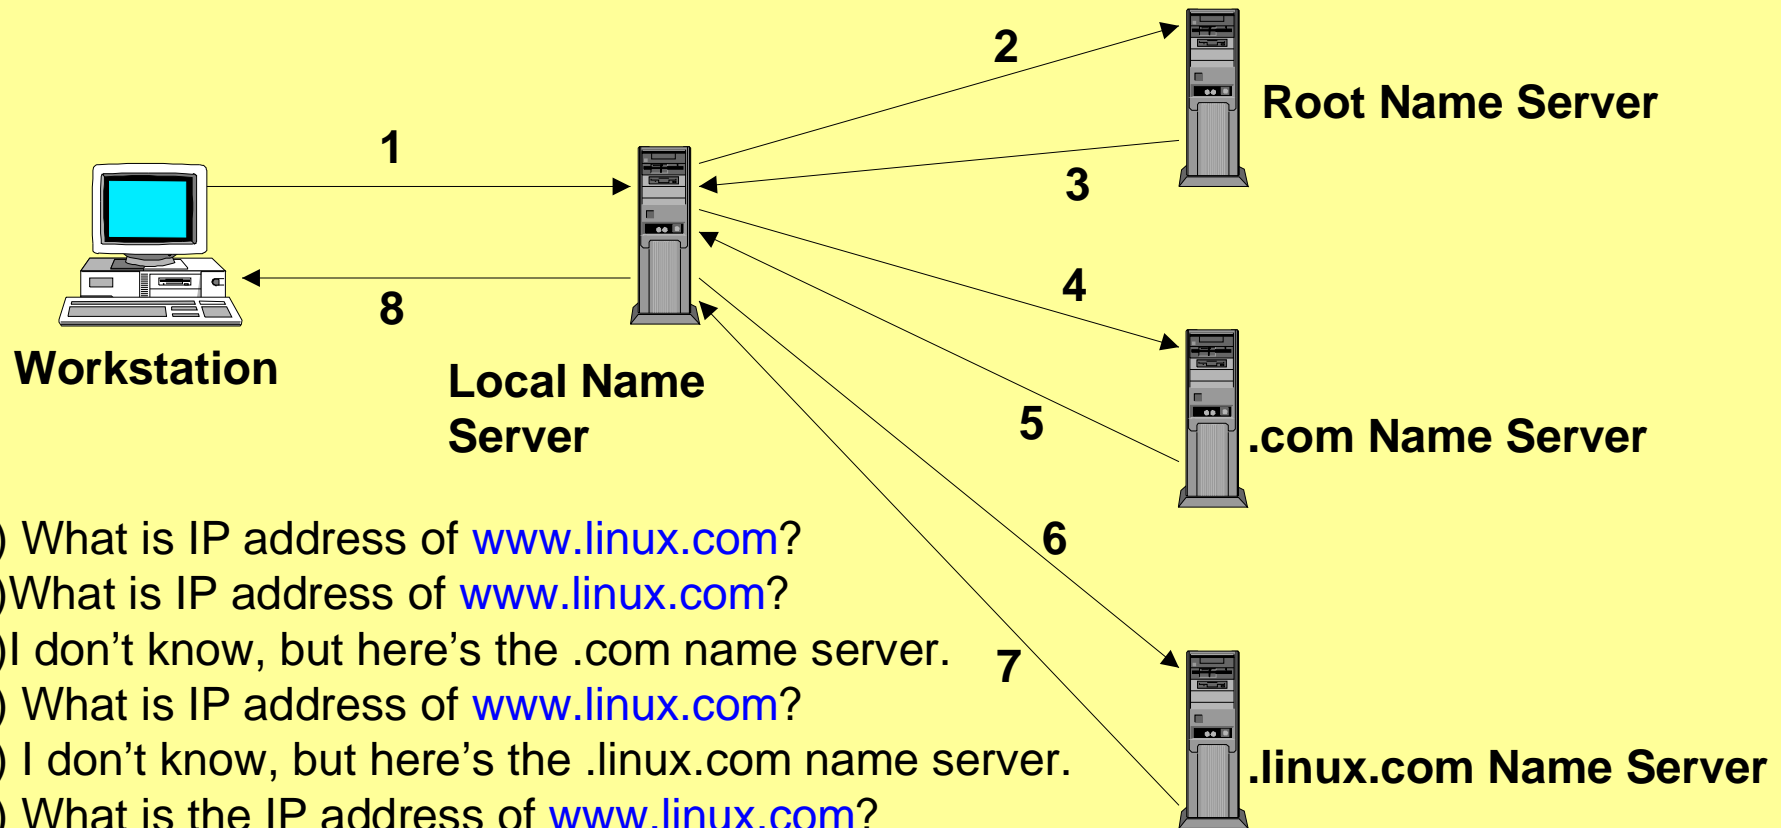 2
Root Name Server
1
3
4
8
Workstation
Local Name
Server
5
.com Name Server
6
7
.linux.com Name Server
) What is IP address of www.linux.com?
)What is IP address of www.linux.com?
)I don’t know, but here’s the .com name server.
) What is IP address of www.linux.com?
) I don’t know, but here’s the .linux.com name server.
) What is the IP address of www.linux.com?